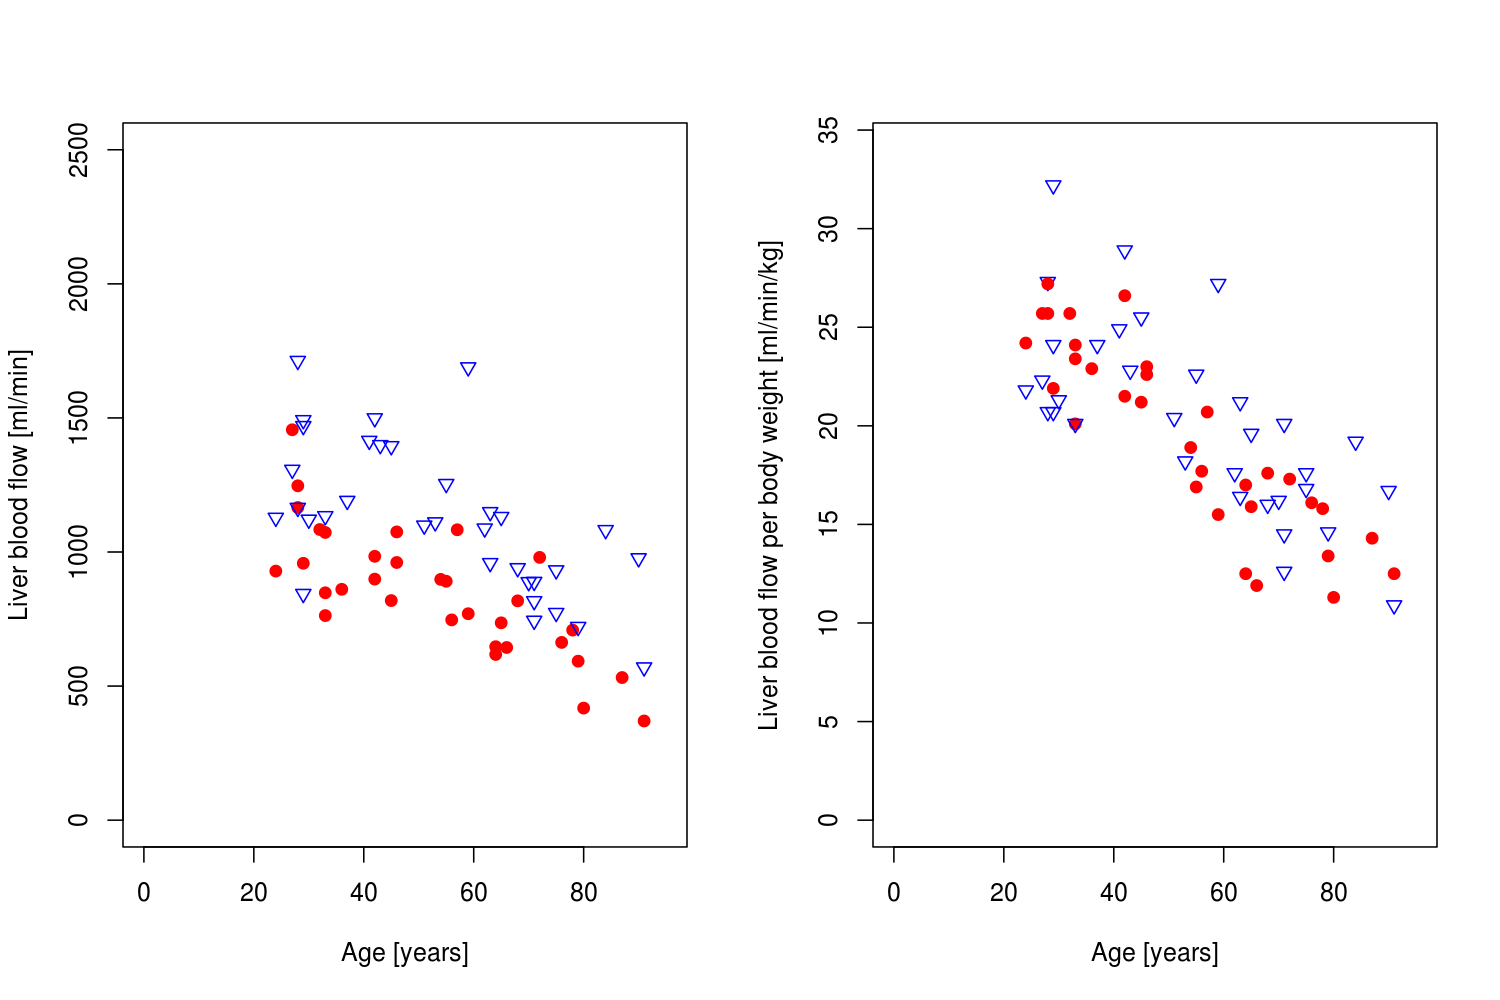 Liver blood flow [ml/min]
2500
2000
1500
1000
500
0
0 20 40 60 80
Age [years]
Liver blood flow per body weight [ml/min/kg]
35
30
25
20
15
10
5
0
0 20 40 60 80
Age [years]